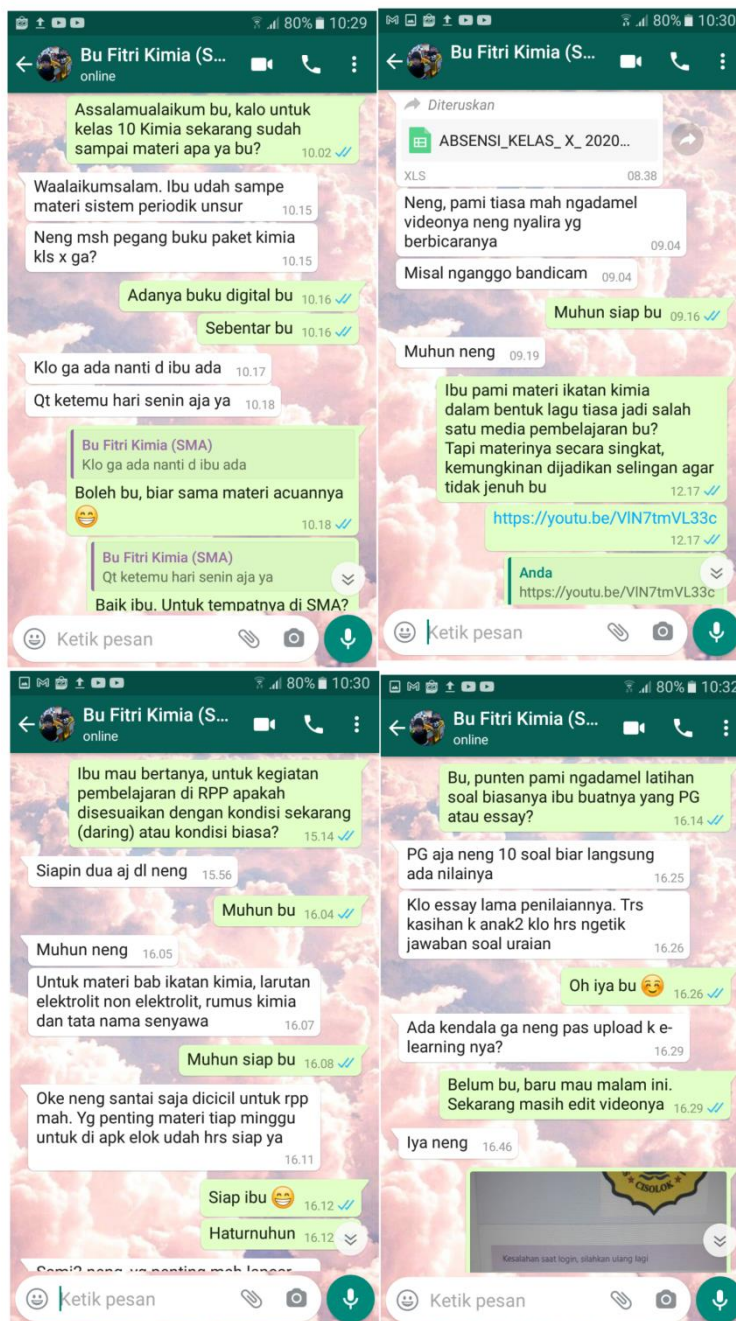 80% 10:29
Bu Fitri Kimia (S...
online
Assalamualaikum bu, kalo untuk
kelas 10 Kimia sekarang sudah
sampai materi apa ya bu?
10.02
Waalaikumsalam. Ibu udah sampe
materi sistem periodik unsur 10.15
Neng msh pegang buku paket kimia
kls x ga?
10.15
Adanya buku digital bu 10.16
Sebentar bu 10.16
Klo ga ada nanti d ibu ada 10.17
Qt ketemu hari senin aja ya 10.18
Bu Fitri Kimia (SMA)
Klo ga ada nanti d ibu ada
Boleh bu, biar sama materi acuannya
10.18
Bu Fitri Kimia (SMA)
Qt ketemu hari senin aja ya
Baik ibu. Untuk tempatnya di SMA?
Ketik pesan
80% 10:30
Bu Fitri Kimia (S...
Diteruskan
ABSENSI_KELAS_ X_ 2020...
XLS 08.38
Neng, pami tiasa mah ngadamel
videonya neng nyalira yg
berbicaranya
09.04
Misal nganggo bandicam 09.04
Muhun siap bu 09.16
Muhun neng 09.19
Ibu pami materi ikatan kimia
dalam bentuk lagu tiasa jadi salah
satu media pembelajaran bu?
Tapi materinya secara singkat,
kemungkinan dijadikan selingan agar
tidak jenuh bu
12.17
https://youtu.be/VlN7tmVL33c
12.17
Anda
https://youtu.be/VlN7tmVL33c
Ketik pesan
80% 10:30
Bu Fitri Kimia (S...
online
Ibu mau bertanya, untuk kegiatan
pembelajaran di RPP apakah
disesuaikan dengan kondisi sekarang
(daring) atau kondisi biasa? 15.14
Siapin dua aj dl neng 15.56
Muhun bu 16.04
Muhun neng 16.05
Untuk materi bab ikatan kimia, larutan
elektrolit non elektrolit, rumus kimia
dan tata nama senyawa 16.07
Muhun siap bu 16.08
Oke neng santai saja dicicil untuk rpp
mah. Yg penting materi tiap minggu
untuk di apk elok udah hrs siap ya
16.11
Siap ibu 16.12
Haturnuhun 16.12
Sami2 neng, yg penting mah lancar
Ketik pesan
80% 10:32
Bu Fitri Kimia (S...
online
Bu, punten pami ngadamel latihan
soal biasanya ibu buatnya yang PG
atau essay?
16.14
PG aja neng 10 soal biar langsung
ada nilainya
16.25
Klo essay lama penilaiannya. Trs
kasihan k anak2 klo hrs ngetik
jawaban soal uraian
16.26
Oh iya bu 16.26
Ada kendala ga neng pas upload k e-
learning nya?
16.29
Belum bu, baru mau malam ini.
Sekarang masih edit videonya 16.29
Iya neng 16.46
CISOLOK
Kesalahan saat login, silahkan ulang lagi
Ketik pesan